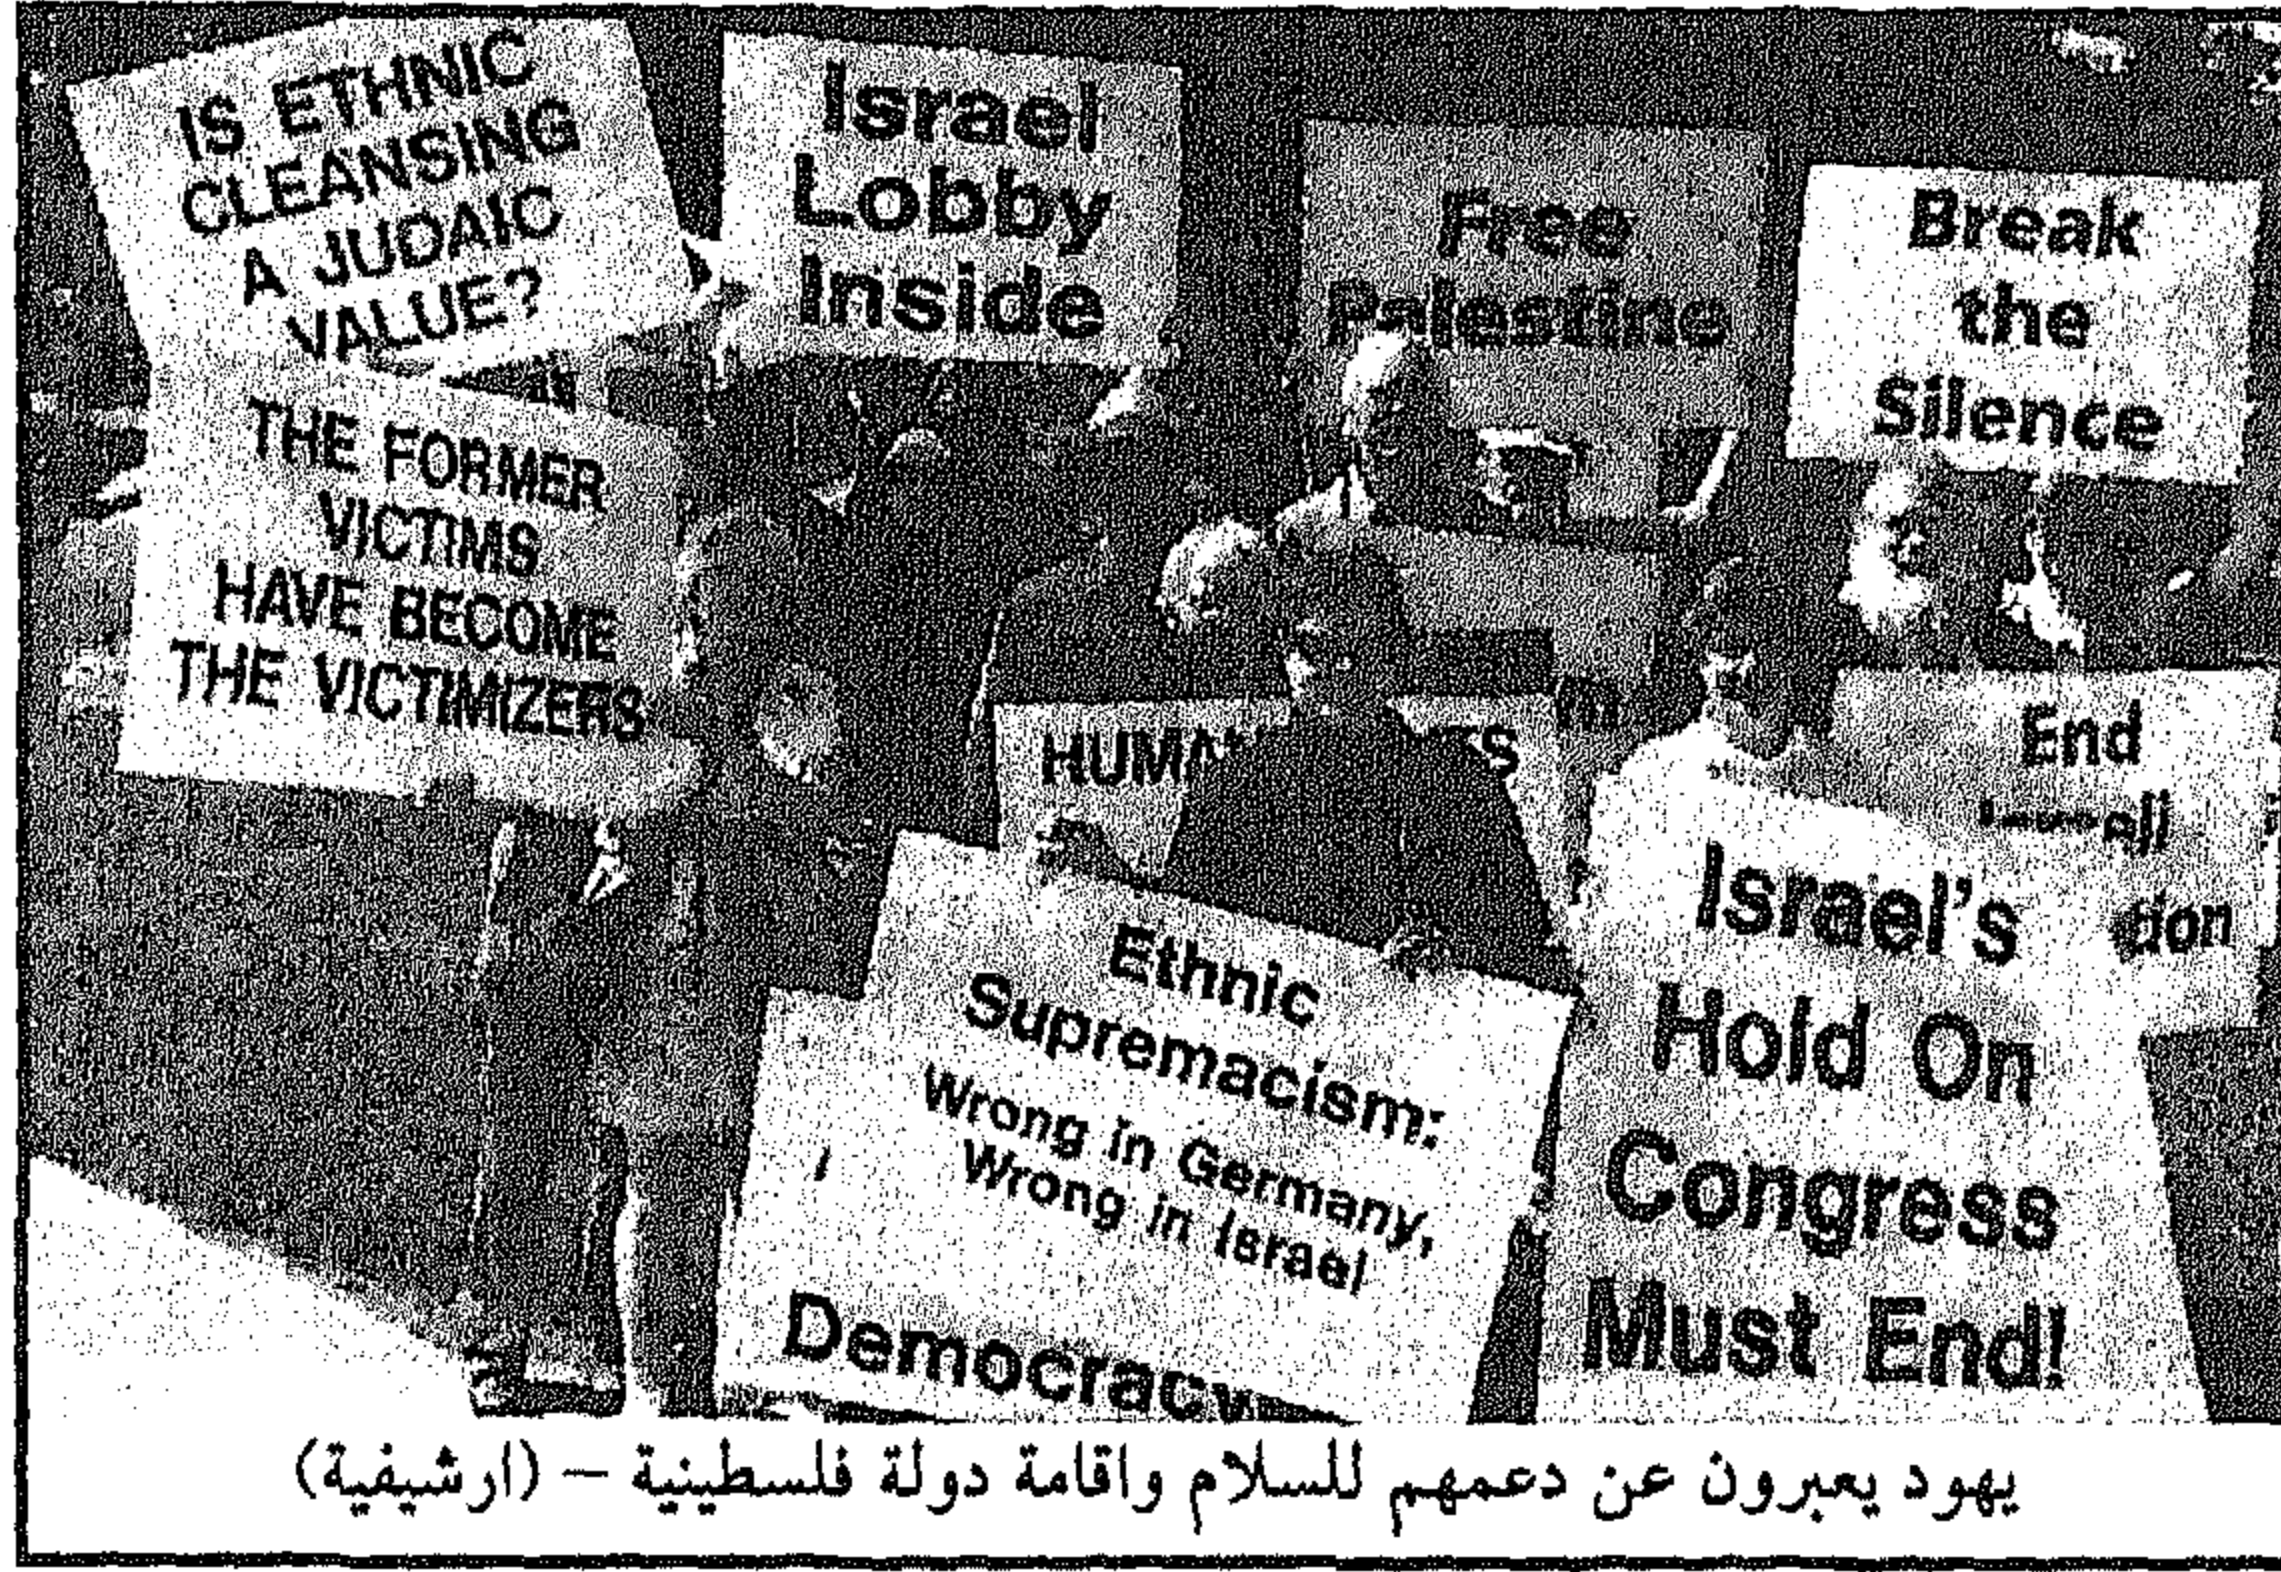 IS ETHNIC
CLEANSING
A JUDAIC
VALUE?
Israel
Lobby
Inside
Free
Palestine
Break
the
Silence
THE FORMER
VICTIMS
HAVE BECOME
THE VICTIMIZERS
End
Ethnic
Supremacism:
Wrong in Germany,
Wrong in Israel
Democracy
Israel's
Hold On
Congress
Must End!
يهود يعبرون عن دعمهم للسلام واقامة دولة فلسطينية – (ارشيفية)